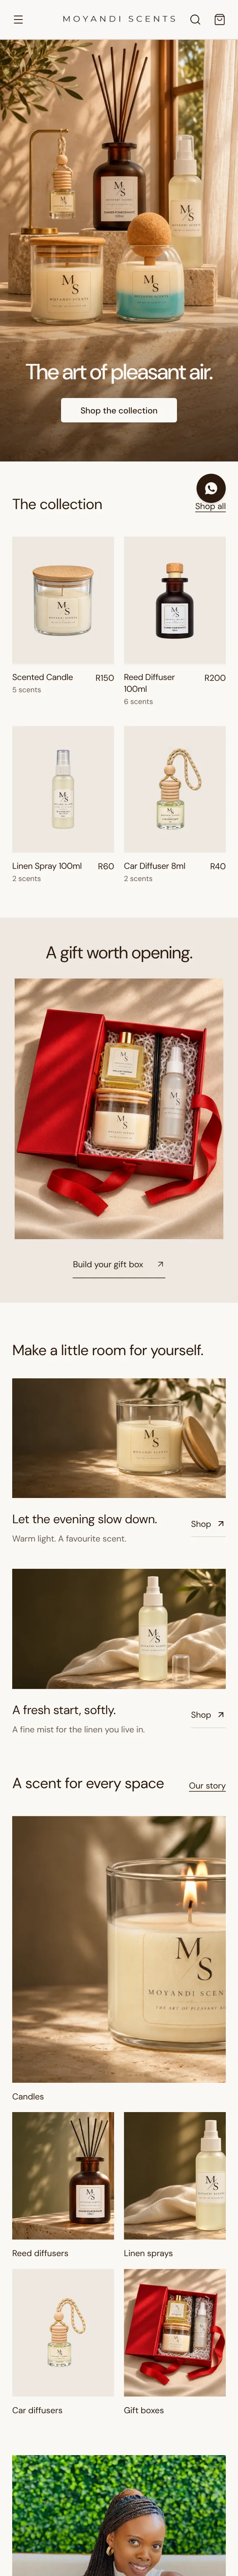 MOYANDI SCENTS
M/S
M/S
M/S
M/S
MOYANDI SCENTS
M/S
The art of pleasant air.
Shop the collection
The collection
Shop all
M/S
M/S
Scented Candle
R150
5 scents
Reed Diffuser
100ml
R200
6 scents
M/S
Linen Spray 100ml
R60
2 scents
Car Diffuser 8ml
R40
2 scents
A gift worth opening.
M/S
M/S
Build your gift box
Make a little room for yourself.
M/S
Let the evening slow down.
Shop
Warm light. A favourite scent.
M/S
A fresh start, softly.
Shop
A fine mist for the linen you live in.
A scent for every space
Our story
M/S
MOYANDI SCENTS
Candles
M/S
M/S
Reed diffusers
Linen sprays
M/S
Car diffusers
Gift boxes